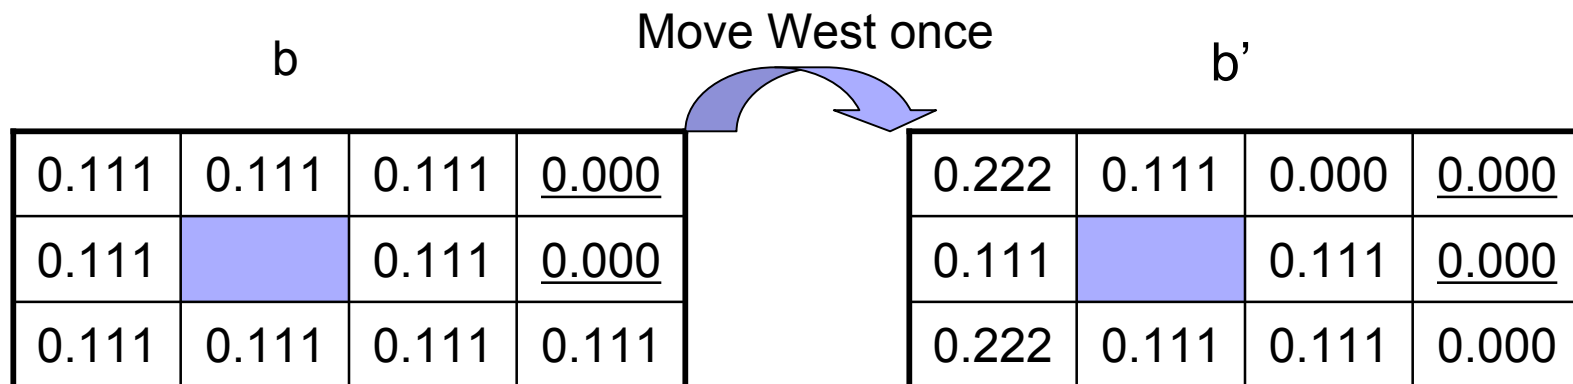 Move West once
b
b’
0.111 0.111 0.111 0.000
0.111 0.111 0.000
0.111 0.111 0.111 0.111
0.222 0.111 0.000 0.000
0.111 0.111 0.000
0.222 0.111 0.111 0.000